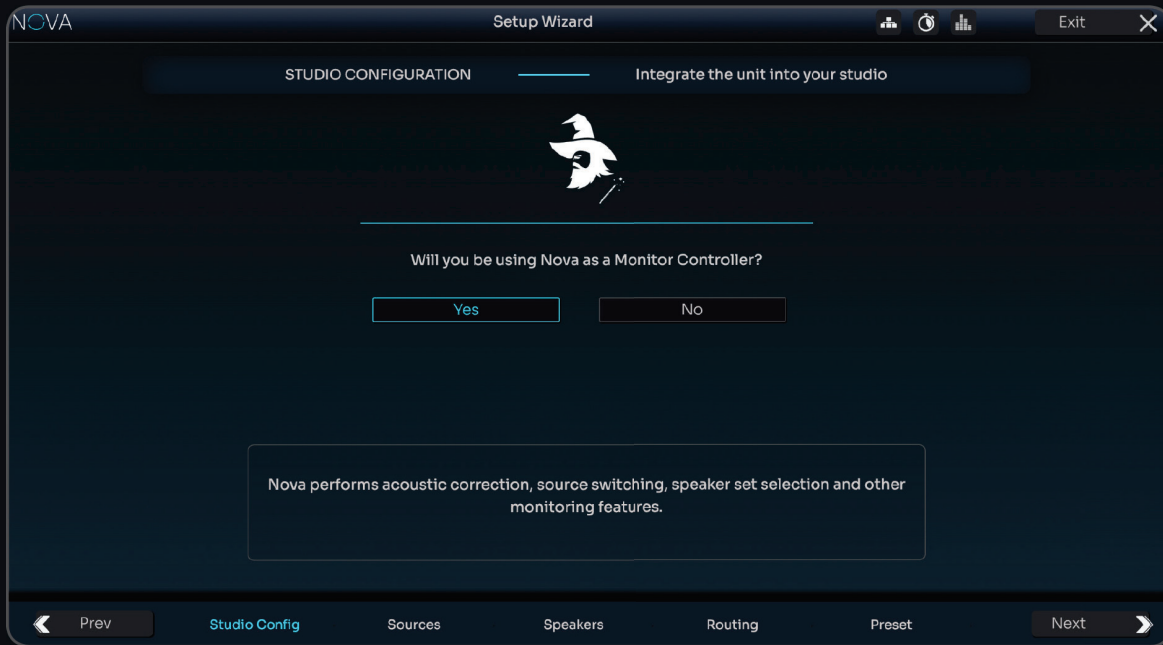 NOVA
Setup Wizard
Exit
STUDIO CONFIGURATION
Integrate the unit into your studio
Will you be using Nova as a Monitor Controller?
Yes
No
Nova performs acoustic correction, source switching, speaker set selection and other
monitoring features.
Prev
Studio Config
Sources
Speakers
Routing
Preset
Next